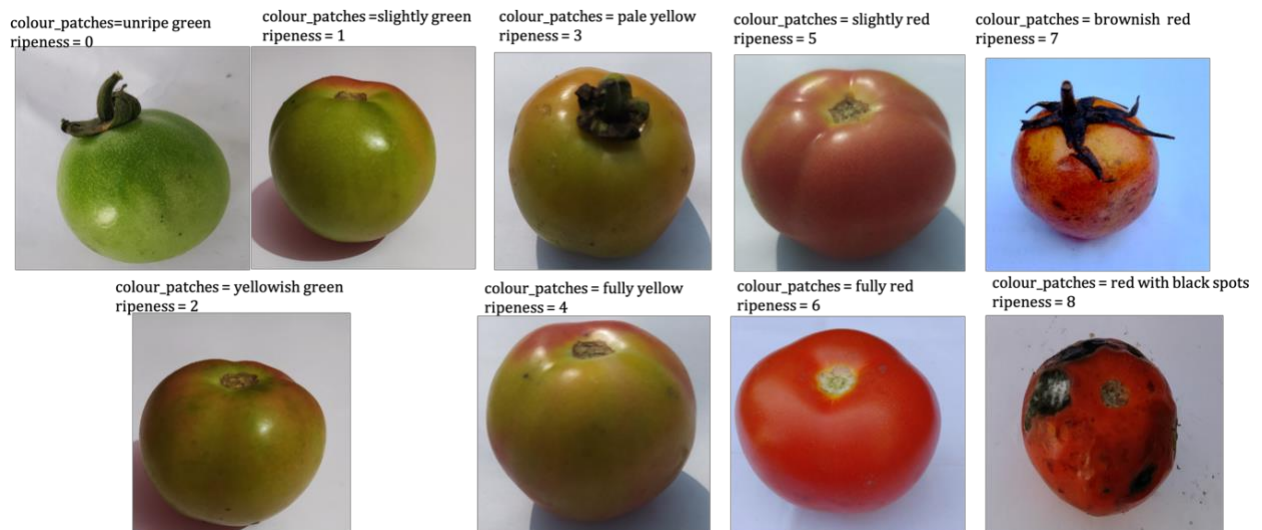 colour_patches=unripe green
ripeness = 0
colour_patches =slightly green
ripeness = 1
colour_patches = pale yellow
ripeness = 3
colour_patches = slightly red
ripeness = 5
colour_patches = brownish red
ripeness = 7
colour_patches = yellowish green
ripeness = 2
colour_patches = fully yellow
ripeness = 4
colour_patches = fully red
ripeness = 6
colour_patches = red with black spots
ripeness = 8